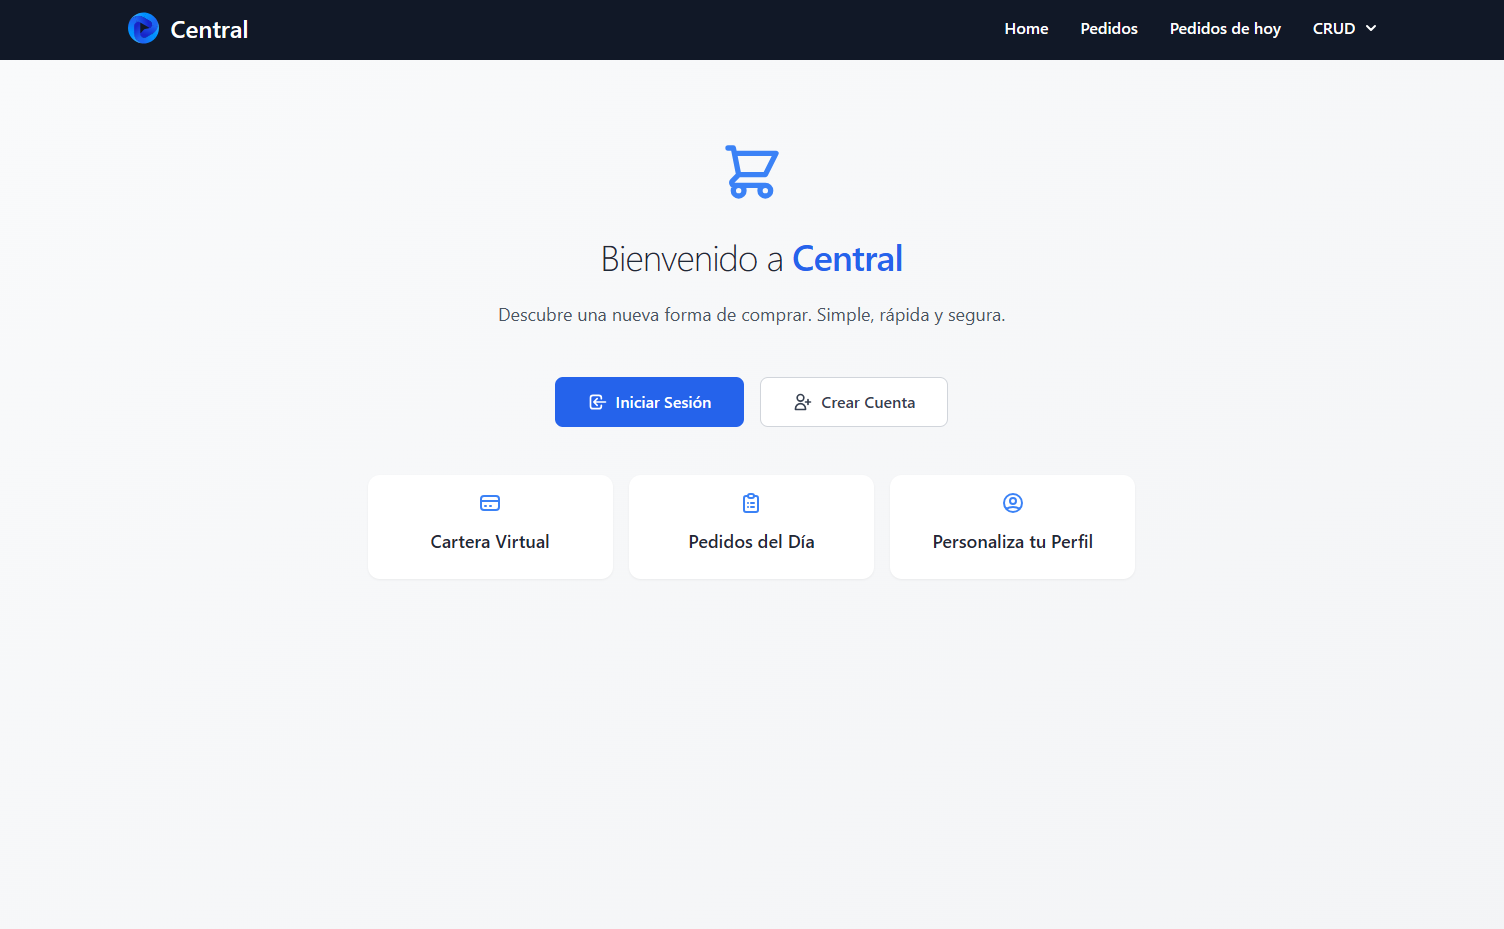 Central
Home
Pedidos
Pedidos de hoy
CRUD
Bienvenido a Central
Descubre una nueva forma de comprar. Simple, rápida y segura.
Iniciar Sesión
Crear Cuenta
Cartera Virtual
Pedidos del Día
Personaliza tu Perfil